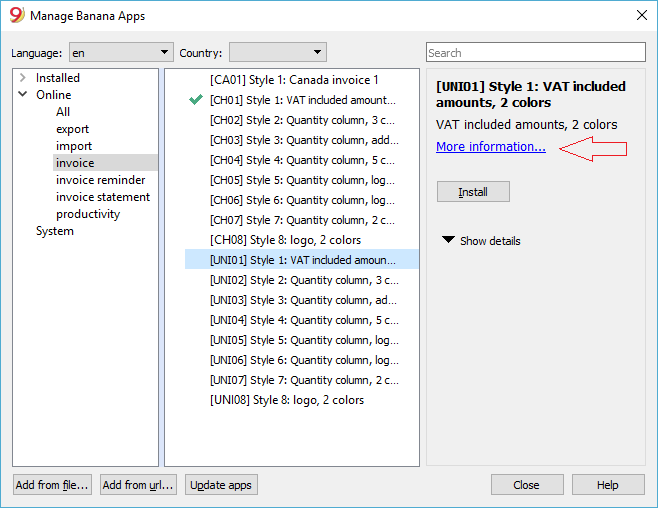 9 Manage Banana Apps
Language: en Country:
Search
Installed
Online
All
export
import
invoice
invoice reminder
invoice statement
productivity
System
[CA01] Style 1: Canada invoice 1
[CH01] Style 1: VAT included amount...
[CH02] Style 2: Quantity column, 3 c...
[CH03] Style 3: Quantity column, add...
[CH04] Style 4: Quantity column, 5 c...
[CH05] Style 5: Quantity column, log...
[CH06] Style 6: Quantity column, log...
[CH07] Style 7: Quantity column, 2 c...
[CH08] Style 8: logo, 2 colors
[UNI01] Style 1: VAT included amoun...
[UNI02] Style 2: Quantity column, 3 c...
[UNI03] Style 3: Quantity column, ad...
[UNI04] Style 4: Quantity column, 5 c...
[UNI05] Style 5: Quantity column, log...
[UNI06] Style 6: Quantity column, log...
[UNI07] Style 7: Quantity column, 2 c...
[UNI08] Style 8: logo, 2 colors
[UNI01] Style 1: VAT included
amounts, 2 colors
VAT included amounts, 2 colors
More information...
Install
Show details
Add from file...
Add from url...
Update apps
Close
Help